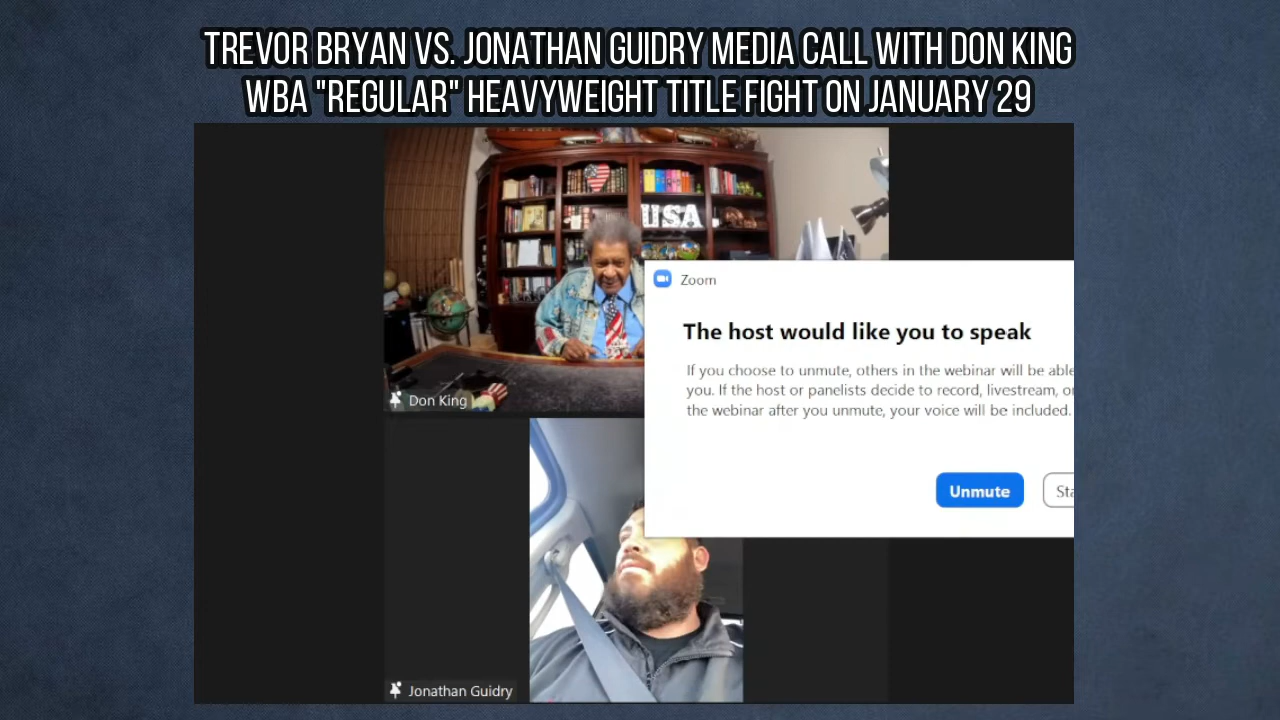 TREVOR BRYAN VS. JONATHAN GUIDRY MEDIA CALL WITH DON KING
WBA "REGULAR" HEAVYWEIGHT TITLE FIGHT ON JANUARY 29
USA
Zoom
The host would like you to speak
If you choose to unmute, others in the webinar will be able
you. If the host or panelists decide to record, livestream, or
the webinar after you unmute, your voice will be included.
Unmute
Sta
Don King
Jonathan Guidry